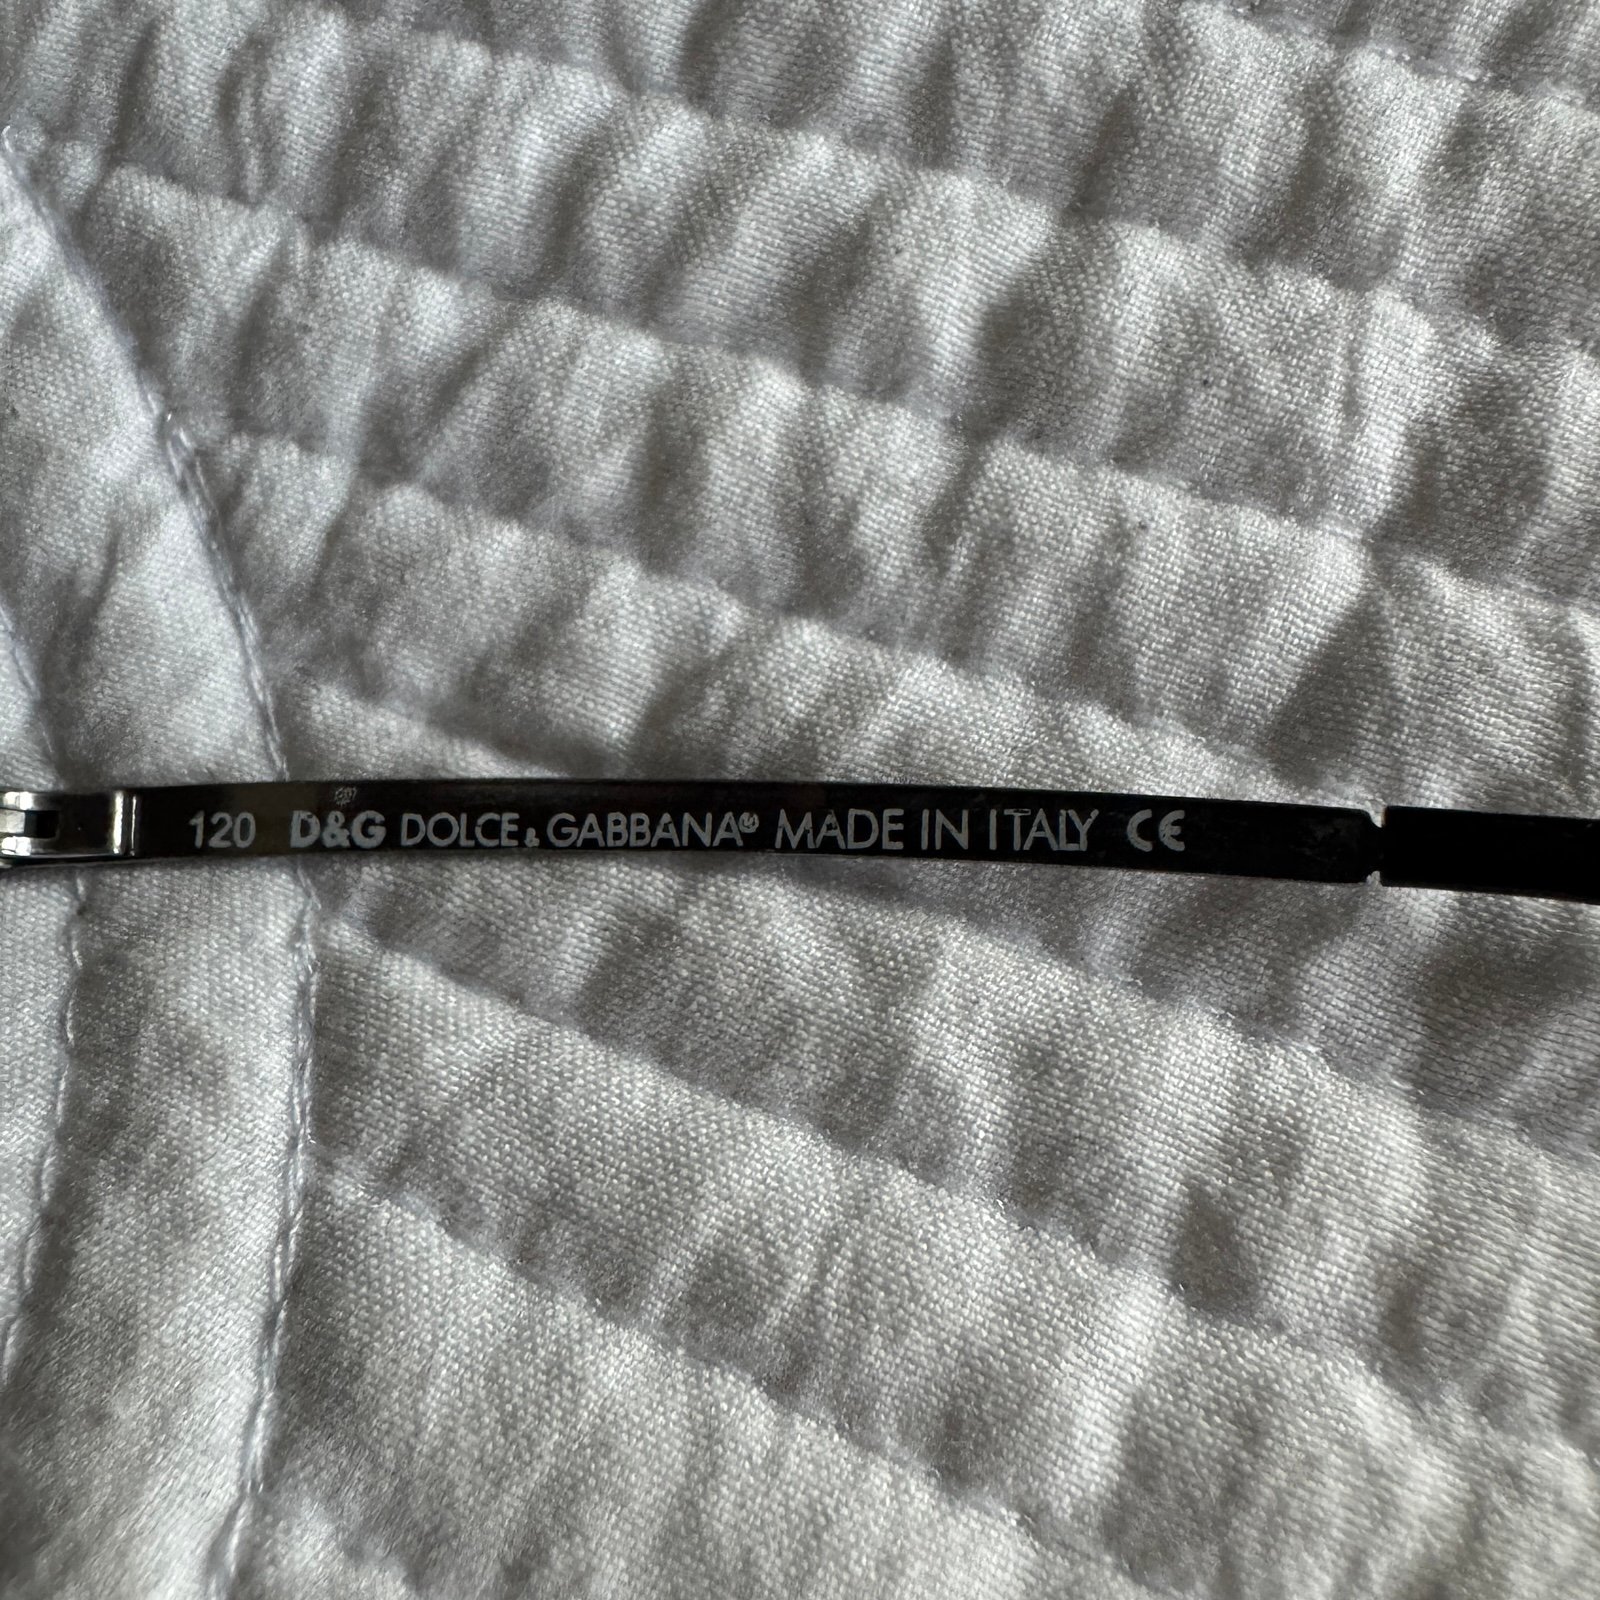 120 D&G DOLCE & GABBANA® MADE IN ITALY CE